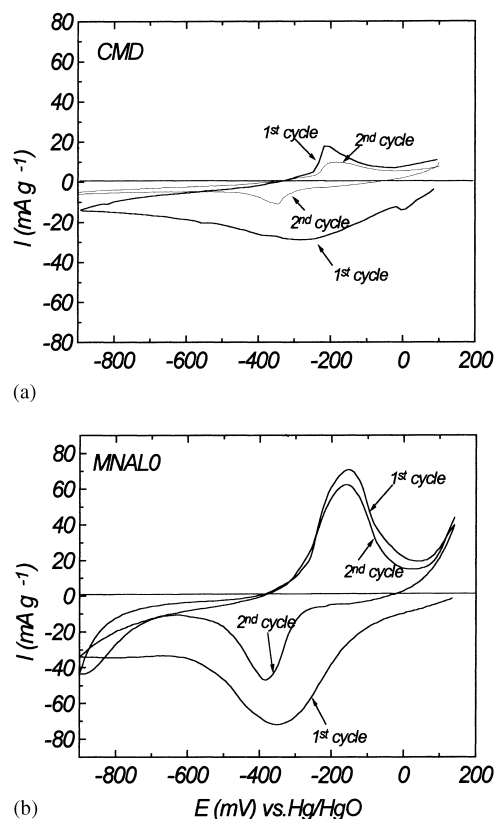 CMD
1st cycle
2nd cycle
2nd cycle
1st cycle
I (mA g -1)
80
60
40
20
0
-20
-40
-60
-80
-800 -600 -400 -200 0 200
(a)
MNAL0
1st cycle
2nd cycle
2nd cycle
1st cycle
I (mA g -1)
80
60
40
20
0
-20
-40
-60
-80
-800 -600 -400 -200 0 200
(b)
E (mV) vs.Hg/HgO